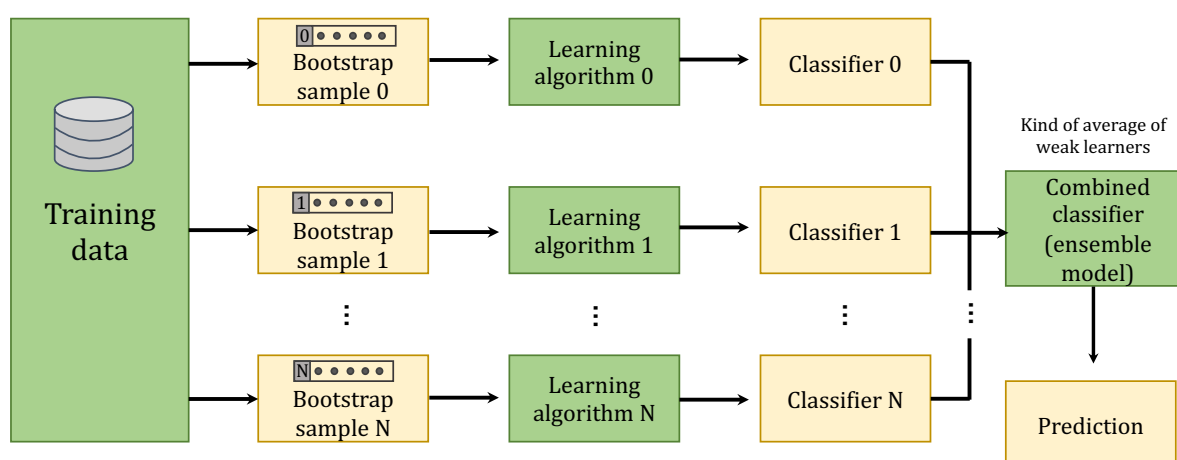 Training
data
0
Bootstrap
sample 0
Learning
algorithm 0
Classifier 0
1
Bootstrap
sample 1
Learning
algorithm 1
Classifier 1
...
...
...
...
N
Bootstrap
sample N
Learning
algorithm N
Classifier N
Kind of average of
weak learners
Combined
classifier
(ensemble
model)
Prediction